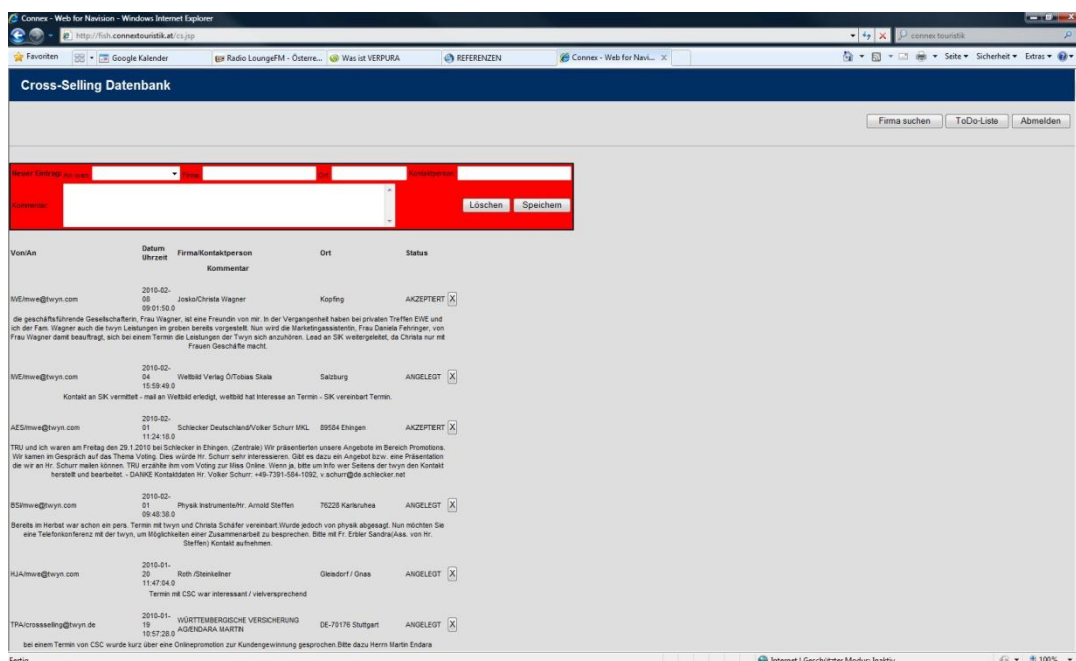 Connex - Web for Navision - Windows Internet Explorer
http://fish.connextouristik.at/cs.jsp
connex touristik
Favoriten Google Kalender Radio LoungeFM - Österre... Was ist VERPURA REFERENZEN Connex - Web for Navi... Seite Sicherheit Extras
Cross-Selling Datenbank
Firma suchen ToDo-Liste Abmelden
Neuer Eintrag: Firma Ort Kontaktperson
Kommentar
Löschen Speichern
Von/An Datum Uhrzeit Firma/Kontaktperson Ort Status
Kommentar
IWE/mwe@twyn.com 2010-02-08 09:01:50.0 Josko/Christa Wagner Kopfing AKZEPTIERT X
die geschäftsführende Gesellschafterin, Frau Wagner, ist eine Freundin von mir. In der Vergangenheit haben bei privaten Treffen EWE und
ich der Fam. Wagner auch die twyn Leistungen im groben bereits vorgestellt. Nun wird die Marketingassistentin, Frau Daniela Fehringer, von
Frau Wagner damit beauftragt, sich bei einem Termin die Leistungen der Twyn sich anzuhören. Lead an SIK weitergeleitet, da Christa nur mit
Frauen Geschäfte macht.
IWE/mwe@twyn.com 2010-02-04 15:59:49.0 Weltbild Verlag Ö/Tobias Skala Salzburg ANGELEGT X
Kontakt an SIK vermittelt - mail an Weltbild erledigt, weltbild hat Interesse an Termin - SIK vereinbart Termin.
AES/mwe@twyn.com 2010-02-01 11:24:18.0 Schlecker Deutschland/Volker Schurr MKL 89584 Ehingen AKZEPTIERT X
TRU und ich waren am Freitag den 29.1.2010 bei Schlecker in Ehingen. (Zentrale) Wir präsentierten unsere Angebote im Bereich Promotions.
Wir kamen im Gespräch auf das Thema Voting. Dies würde Hr. Schurr sehr interessieren. Gibt es dazu ein Angebot bzw. eine Präsentation
die wir an Hr. Schurr mailen können. TRU erzählte ihm vom Voting zur Miss Online. Wenn ja, bitte um Info wer Seitens der twyn den Kontakt
herstellt und bearbeitet. - DANKE Kontaktdaten Hr. Volker Schurr: +49-7391-584-1092, v.schurr@de.schlecker.net
BSI/mwe@twyn.com 2010-02-01 09:48:38.0 Physik Instrumente/Hr. Arnold Steffen 76228 Karlsruhea ANGELEGT X
Bereits im Herbst war schon ein pers. Termin mit twyn und Christa Schäfer vereinbart.Wurde jedoch von physik abgesagt. Nun möchten Sie
eine Telefonkonferenz mit der twyn, um Möglichkeiten einer Zusammenarbeit zu besprechen. Bitte mit Fr. Erbler Sandra(Ass. von Hr.
Steffen) Kontakt aufnehmen.
HJA/mwe@twyn.com 2010-01-20 11:47:04.0 Roth /Steinkellner Gleisdorf / Gnas ANGELEGT X
Termin mit CSC war interessant / vielversprechend
TPA/crossseling@twyn.de 2010-01-19 10:57:28.0 WÜRTTEMBERGISCHE VERSICHERUNG AG/ENDARA MARTIN DE-70176 Stuttgart ANGELEGT X
bei einem Termin von CSC wurde kurz über eine Onlinepromotion zur Kundengewinnung gesprochen.Bitte dazu Herrn Martin Endara
Fertig Internet | Geschützter Modus: Inaktiv 100%